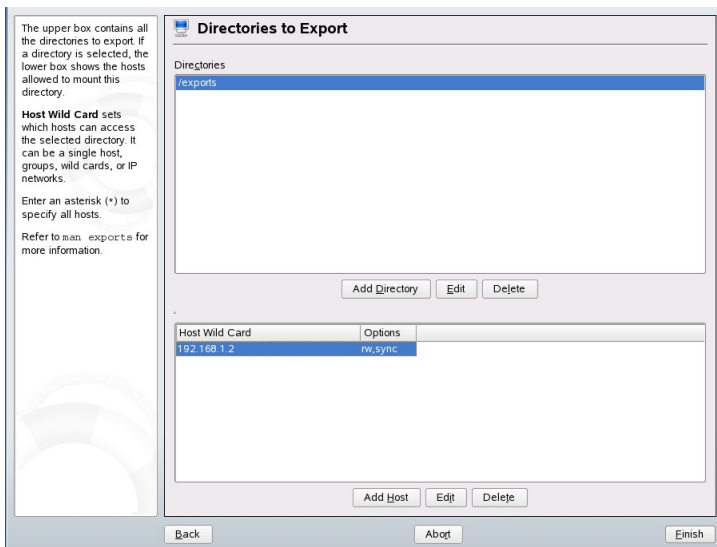 The upper box contains all
the directories to export. If
a directory is selected, the
lower box shows the hosts
allowed to mount this
directory.
Host Wild Card sets
which hosts can access
the selected directory. It
can be a single host,
groups, wild cards, or IP
networks.
Enter an asterisk (*) to
specify all hosts.
Refer to man exports for
more information.
Directories to Export
Directories
/exports
Add Directory Edit Delete
Host Wild Card Options
192.168.1.2 rw,sync
Add Host Edit Delete
Back Abort Finish